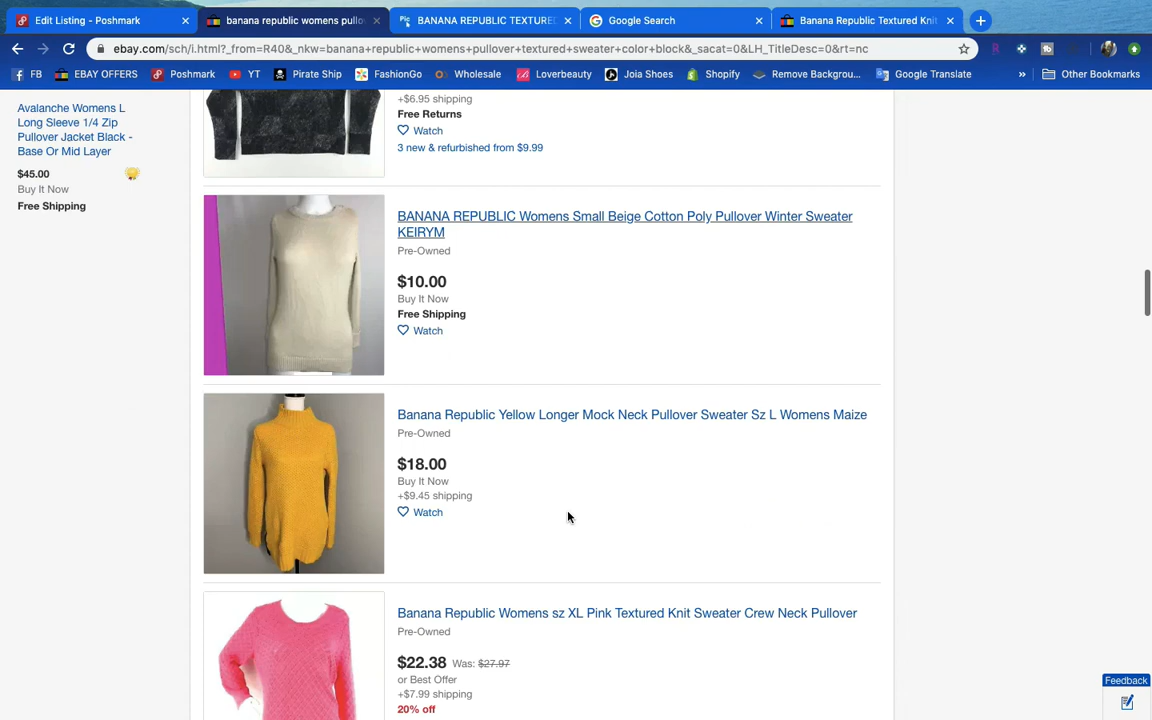 Edit Listing - Poshmark
banana republic womens pullo
BANANA REPUBLIC TEXTURED
Google Search
Banana Republic Textured Knit
ebay.com/sch/i.html?_from=R40&_nkw=banana+republic+womens+pullover+textured+sweater+color+block&_sacat=0&LH_TitleDesc=0&rt=nc
FB
EBAY OFFERS
Poshmark
YT
Pirate Ship
FashionGo
Wholesale
Loverbeauty
Joia Shoes
Shopify
Remove Backgrou...
Google Translate
»
Other Bookmarks
Avalanche Womens L
Long Sleeve 1/4 Zip
Pullover Jacket Black -
Base Or Mid Layer
$45.00
Buy It Now
Free Shipping
+$6.95 shipping
Free Returns
Watch
3 new & refurbished from $9.99
BANANA REPUBLIC Womens Small Beige Cotton Poly Pullover Winter Sweater
KEIRYM
Pre-Owned
$10.00
Buy It Now
Free Shipping
Watch
Banana Republic Yellow Longer Mock Neck Pullover Sweater Sz L Womens Maize
Pre-Owned
$18.00
Buy It Now
+$9.45 shipping
Watch
Banana Republic Womens sz XL Pink Textured Knit Sweater Crew Neck Pullover
Pre-Owned
$22.38 Was: $27.97
or Best Offer
+$7.99 shipping
20% off
Feedback